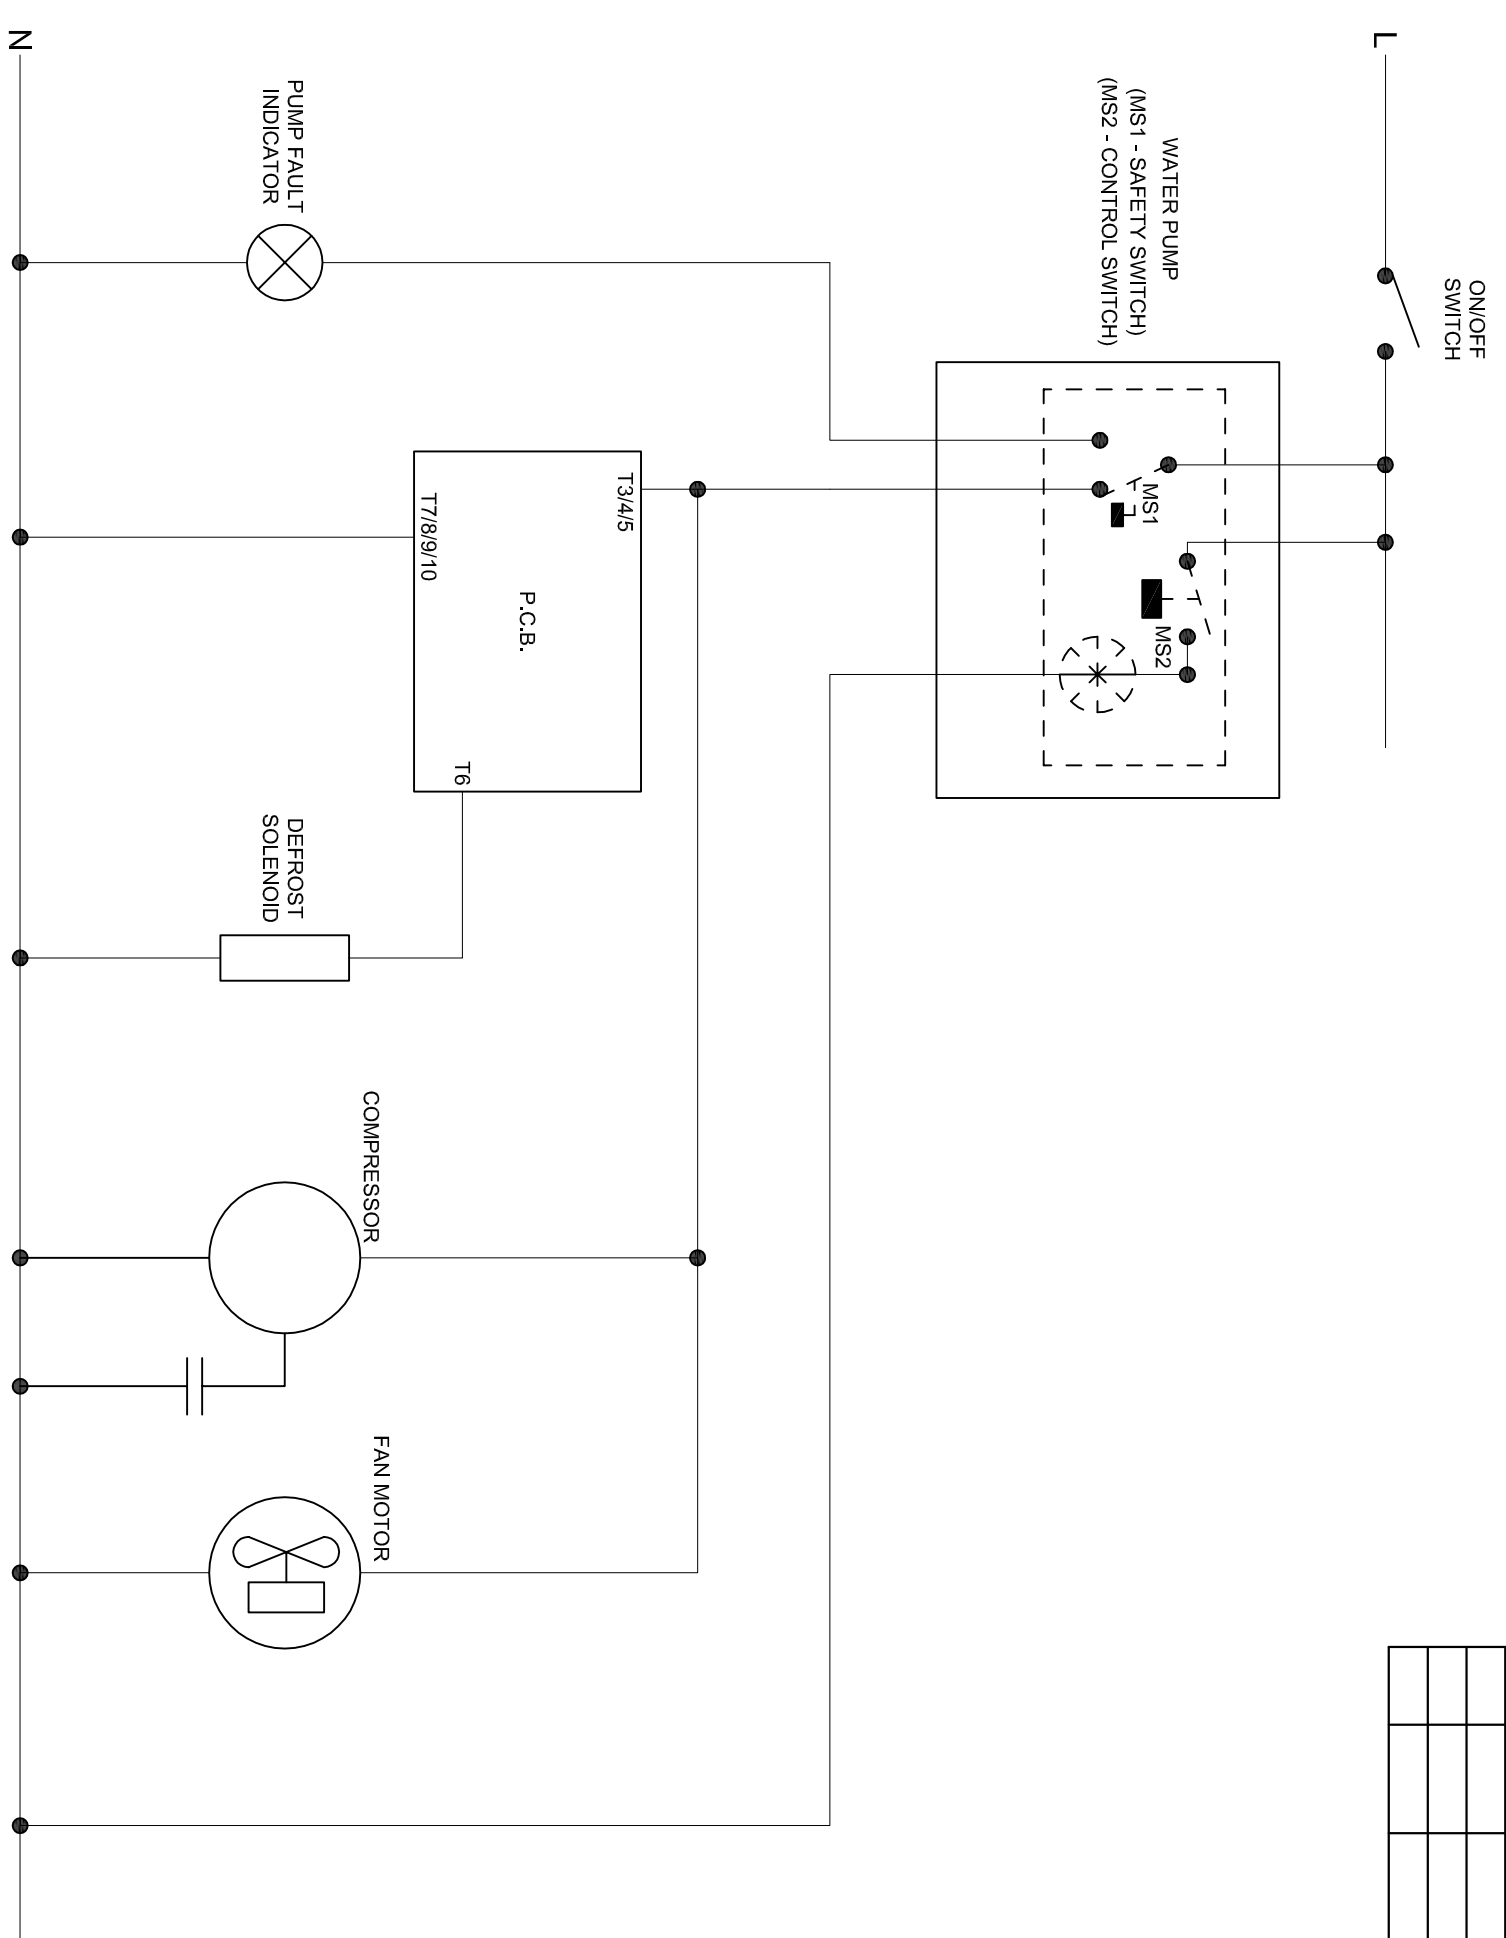 L
ON/OFF
SWITCH
WATER PUMP
(MS1 - SAFETY SWITCH)
(MS2 - CONTROL SWITCH)
MS1
MS2
T3/4/5
P.C.B.
T6
T7/8/9/10
COMPRESSOR
FAN MOTOR
PUMP FAULT
INDICATOR
DEFROST
SOLENOID
N